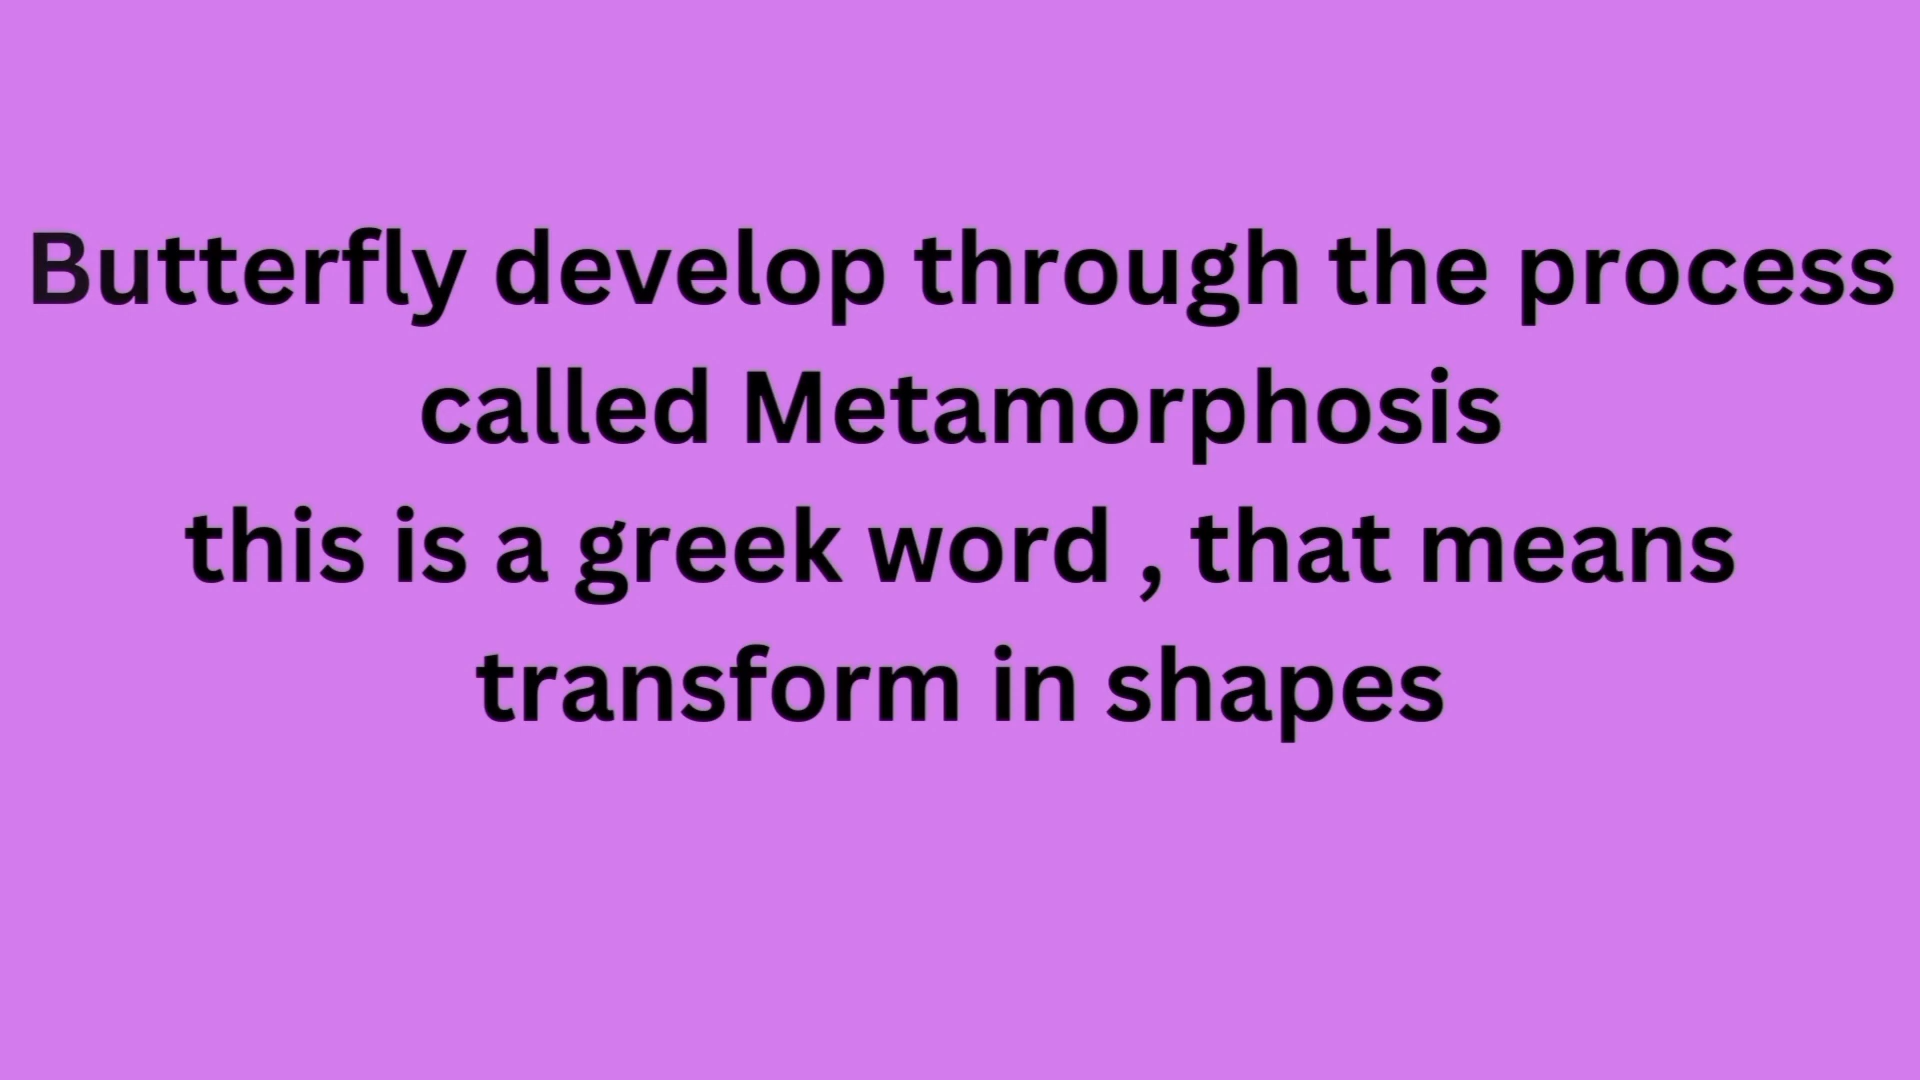 Butterfly develop through the process
called Metamorphosis
this is a greek word , that means
transform in shapes